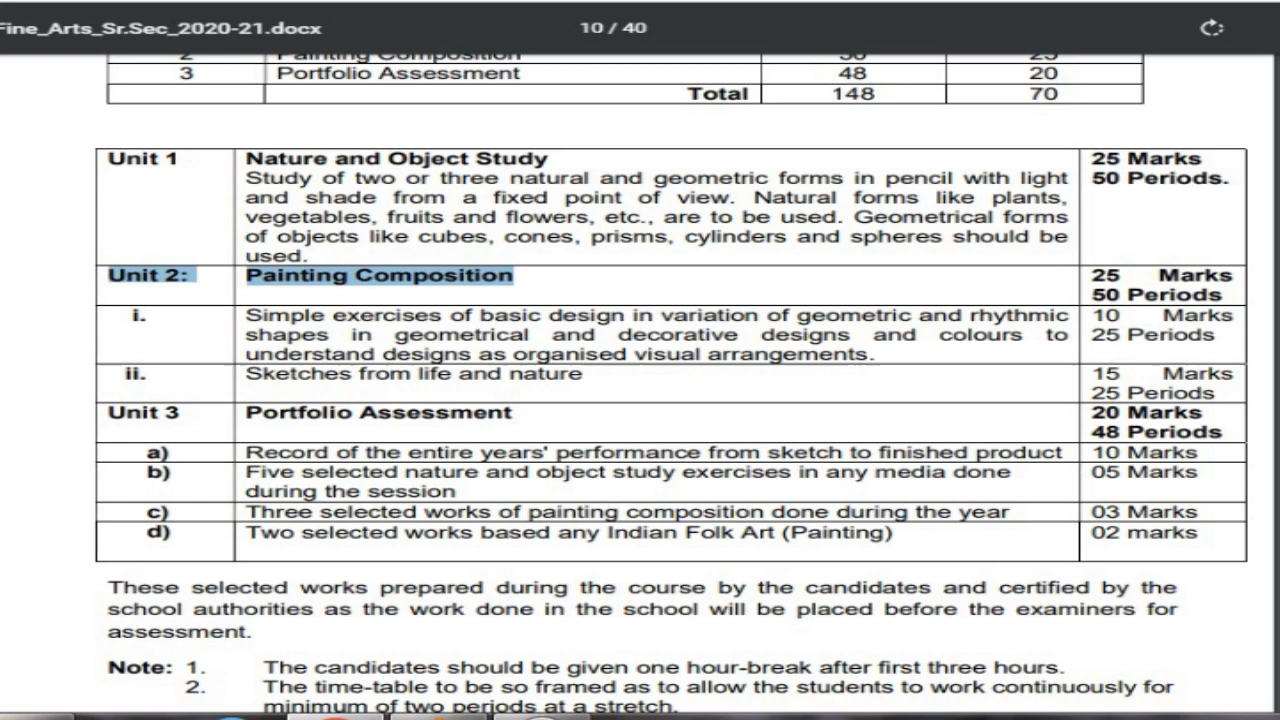 Fine_Arts_Sr.Sec_2020-21.docx 10 / 40
2 Painting Composition 50 25
3 Portfolio Assessment 48 20
Total 148 70
Unit 1 Nature and Object Study 25 Marks
Study of two or three natural and geometric forms in pencil with light 50 Periods.
and shade from a fixed point of view. Natural forms like plants,
vegetables, fruits and flowers, etc., are to be used. Geometrical forms
of objects like cubes, cones, prisms, cylinders and spheres should be
used.
Unit 2: Painting Composition 25 Marks
50 Periods
i. Simple exercises of basic design in variation of geometric and rhythmic 10 Marks
shapes in geometrical and decorative designs and colours to 25 Periods
understand designs as organised visual arrangements.
ii. Sketches from life and nature 15 Marks
25 Periods
Unit 3 Portfolio Assessment 20 Marks
48 Periods
a) Record of the entire years' performance from sketch to finished product 10 Marks
b) Five selected nature and object study exercises in any media done 05 Marks
during the session
c) Three selected works of painting composition done during the year 03 Marks
d) Two selected works based any Indian Folk Art (Painting) 02 marks
These selected works prepared during the course by the candidates and certified by the
school authorities as the work done in the school will be placed before the examiners for
assessment.
Note: 1. The candidates should be given one hour-break after first three hours.
2. The time-table to be so framed as to allow the students to work continuously for
minimum of two periods at a stretch.